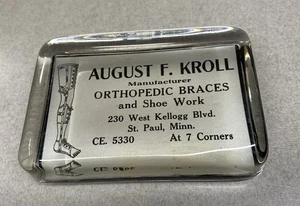 AUGUST F. KROLL
Manufacturer
ORTHOPEDIC BRACES
and Shoe Work
230 West Kellogg Blvd.
St. Paul, Minn.
CE. 5330 At 7 Corners